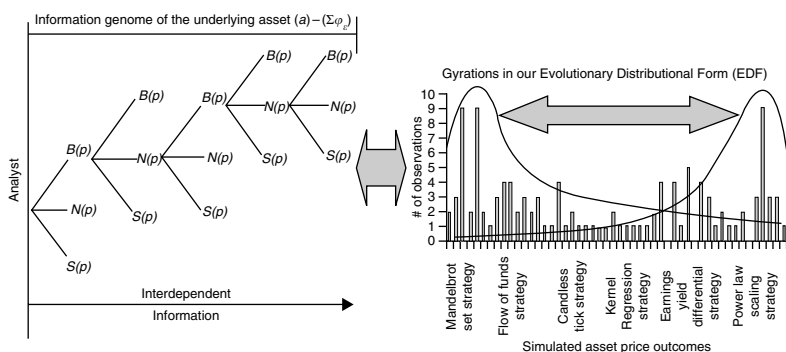 Information genome of the underlying asset (a) – (Σφε)
B(p)
B(p)
B(p)
B(p)
B(p)
N(p)
N(p)
S(p)
S(p)
B(p)
N(p)
N(p)
N(p)
S(p)
S(p)
S(p)
Analyst
Interdependent
Information
Gyrations in our Evolutionary Distributional Form (EDF)
# of observations
10
9
8
7
6
5
4
3
2
1
0
Mandelbrot
set strategy
Flow of funds
strategy
Candless
tick strategy
Kernel
Regression
strategy
Earnings
yield
differential
strategy
Power law
scaling
strategy
Simulated asset price outcomes